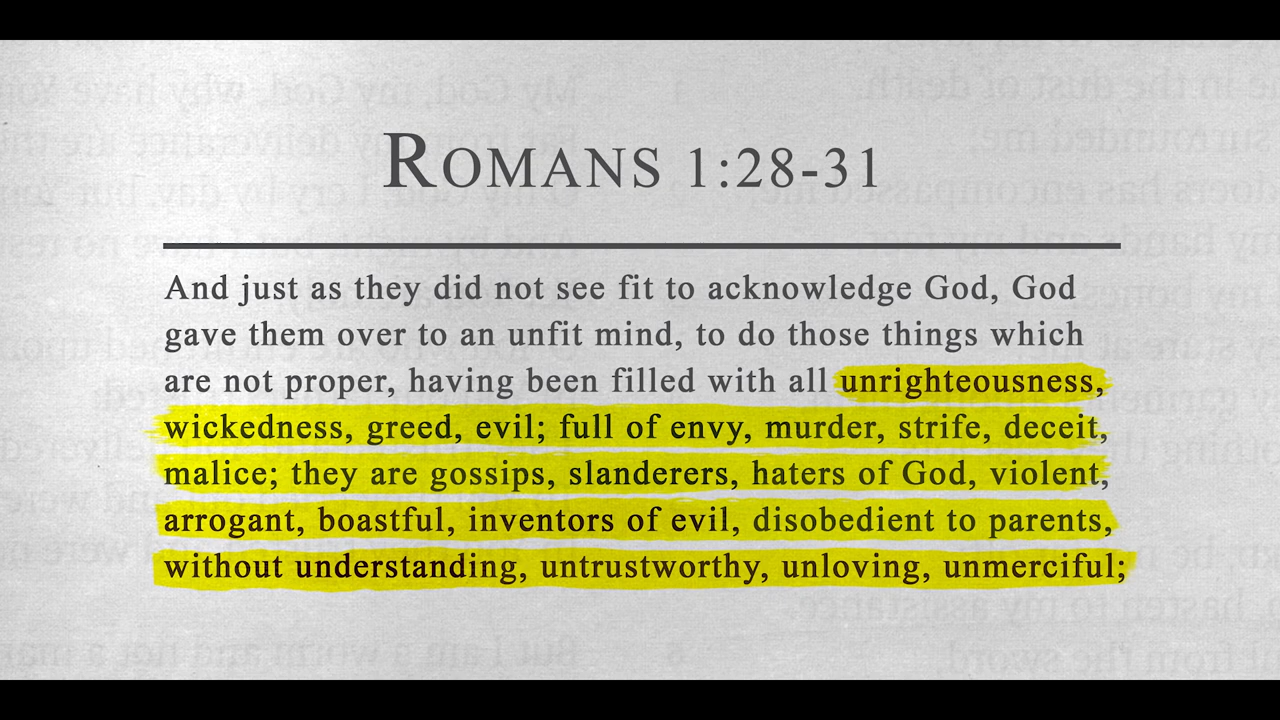 ROMANS 1:28-31
And just as they did not see fit to acknowledge God, God
gave them over to an unfit mind, to do those things which
are not proper, having been filled with all unrighteousness,
wickedness, greed, evil; full of envy, murder, strife, deceit,
malice; they are gossips, slanderers, haters of God, violent,
arrogant, boastful, inventors of evil, disobedient to parents,
without understanding, untrustworthy, unloving, unmerciful;